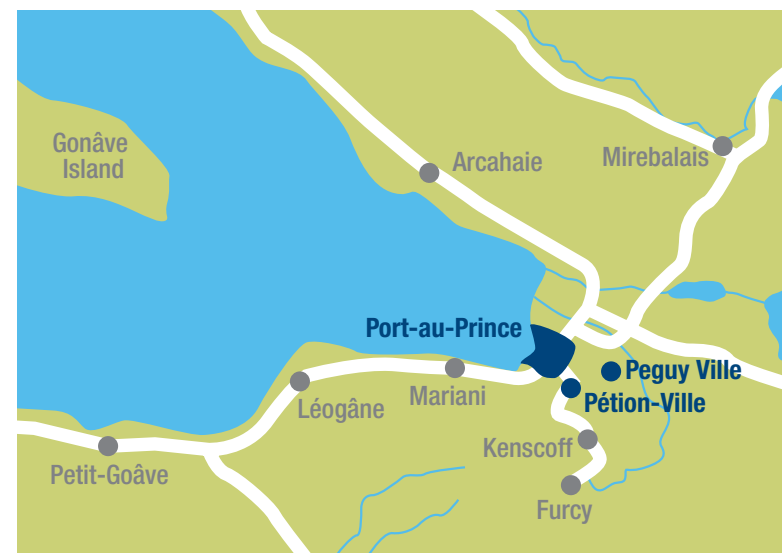 Gonâve
Island
Arcahaie
Mirebalais
Port-au-Prince
Peguy Ville
Pétion-Ville
Mariani
Léogâne
Kenscoff
Petit-Goâve
Furcy